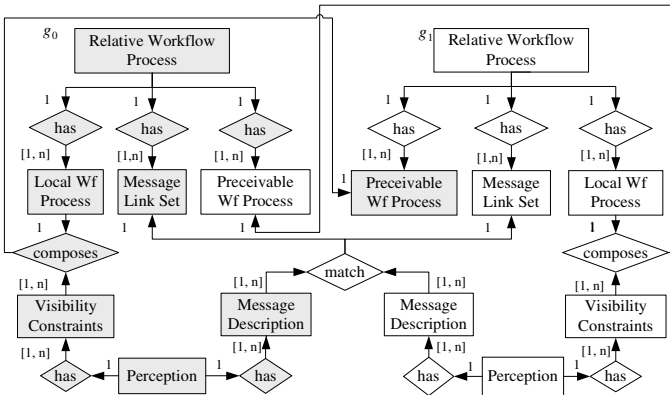 g0
g1
Relative Workflow
Process
Relative Workflow
Process
1
1
1
1
1
1
has
has
has
has
has
has
[1, n]
[1,n]
[1, n]
[1, n]
[1,n]
[1, n]
Local Wf
Process
Message
Link Set
Preceivable
Wf Process
1
Preceivable
Wf Process
Message
Link Set
Local Wf
Process
1
1
1
1
1
composes
match
composes
[1, n]
[1, n]
[1, n]
[1, n]
Visibility
Constraints
Message
Description
Message
Description
Visibility
Constraints
[1, n]
[1, n]
[1, n]
[1, n]
has
1
Perception
1
has
has
1
Perception
1
has